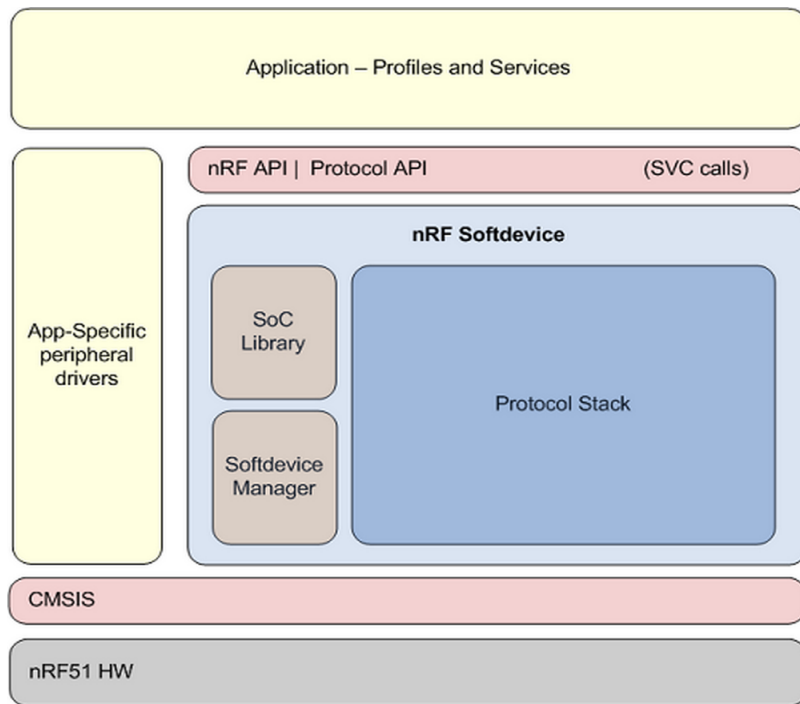 Application – Profiles and Services
nRF API | Protocol API (SVC calls)
nRF Softdevice
App-Specific
peripheral
drivers
SoC
Library
Softdevice
Manager
Protocol Stack
CMSIS
nRF51 HW